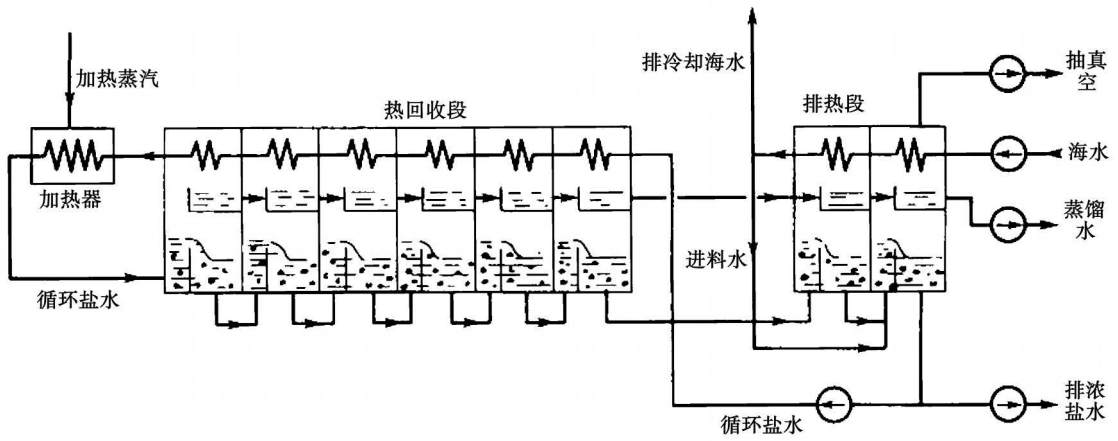 排冷却海水
抽真
空
加热蒸汽
热回收段
排热段
海水
加热器
蒸馏
水
进料水
循环盐水
排浓
盐水
循环盐水